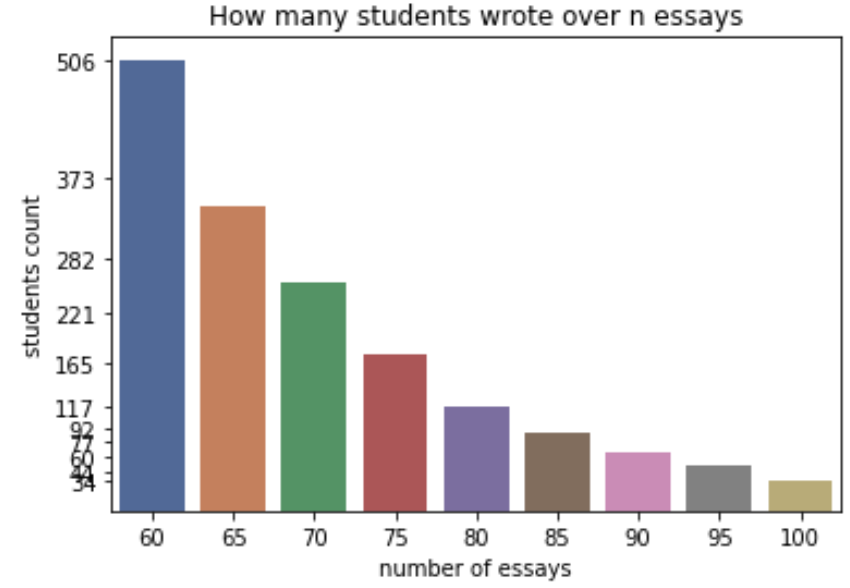 How many students wrote over n essays
506
373
282
221
165
117
92
77
60
44
34
students count
60 65 70 75 80 85 90 95 100
number of essays